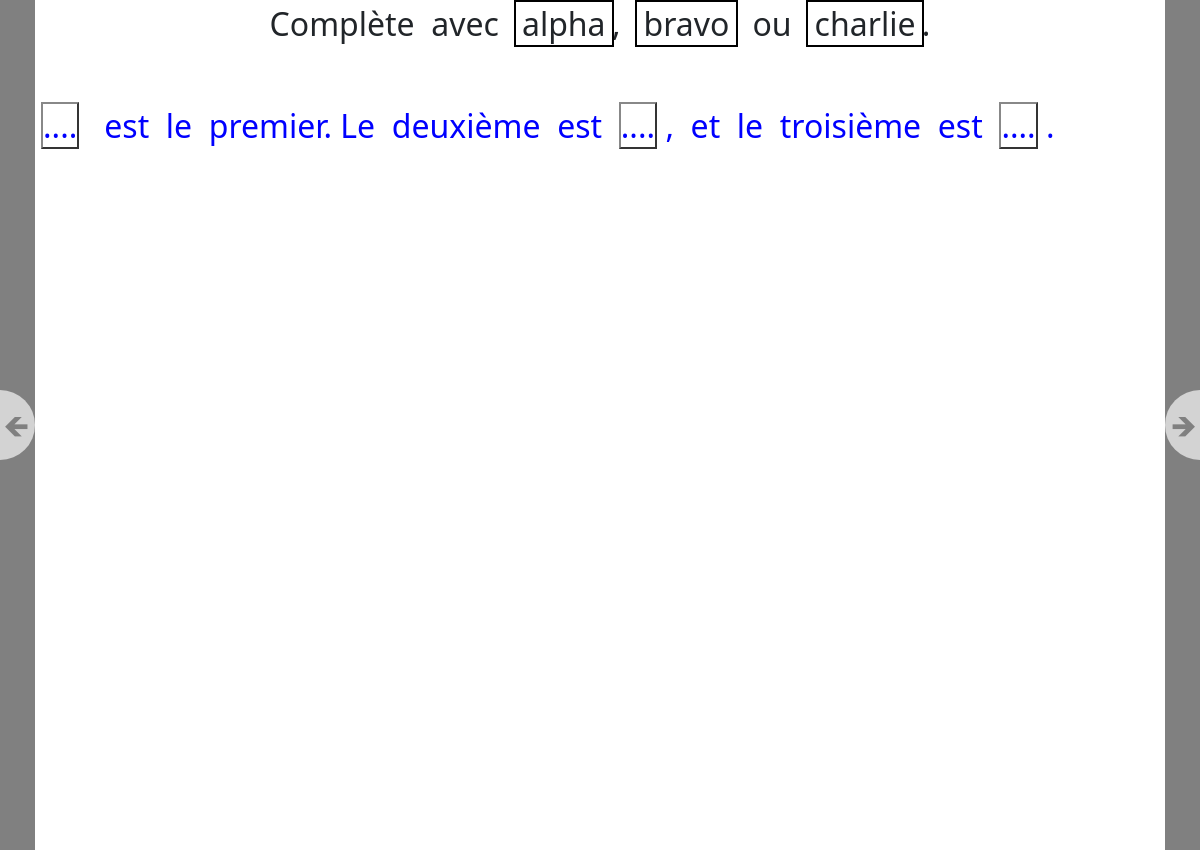 Complète avec alpha, bravo ou charlie.
.... est le premier. Le deuxième est ...., et le troisième est .... .